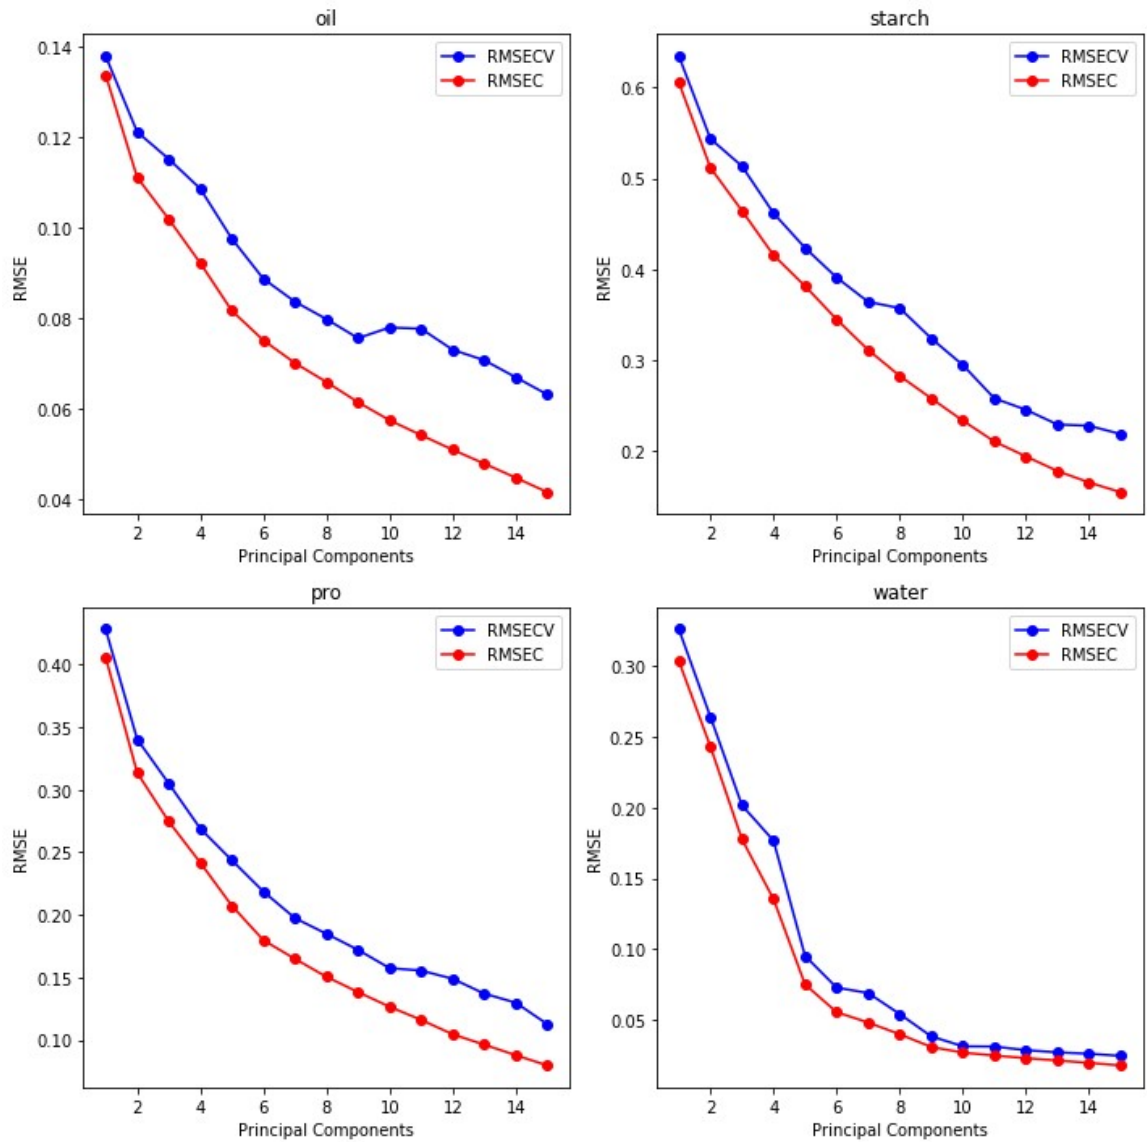 oil
RMSECV
RMSEC
RMSE
0.14
0.12
0.10
0.08
0.06
0.04
2 4 6 8 10 12 14
Principal Components
starch
RMSECV
RMSEC
RMSE
0.6
0.5
0.4
0.3
0.2
2 4 6 8 10 12 14
Principal Components
pro
RMSECV
RMSEC
RMSE
0.40
0.35
0.30
0.25
0.20
0.15
0.10
2 4 6 8 10 12 14
Principal Components
water
RMSECV
RMSEC
RMSE
0.30
0.25
0.20
0.15
0.10
0.05
2 4 6 8 10 12 14
Principal Components